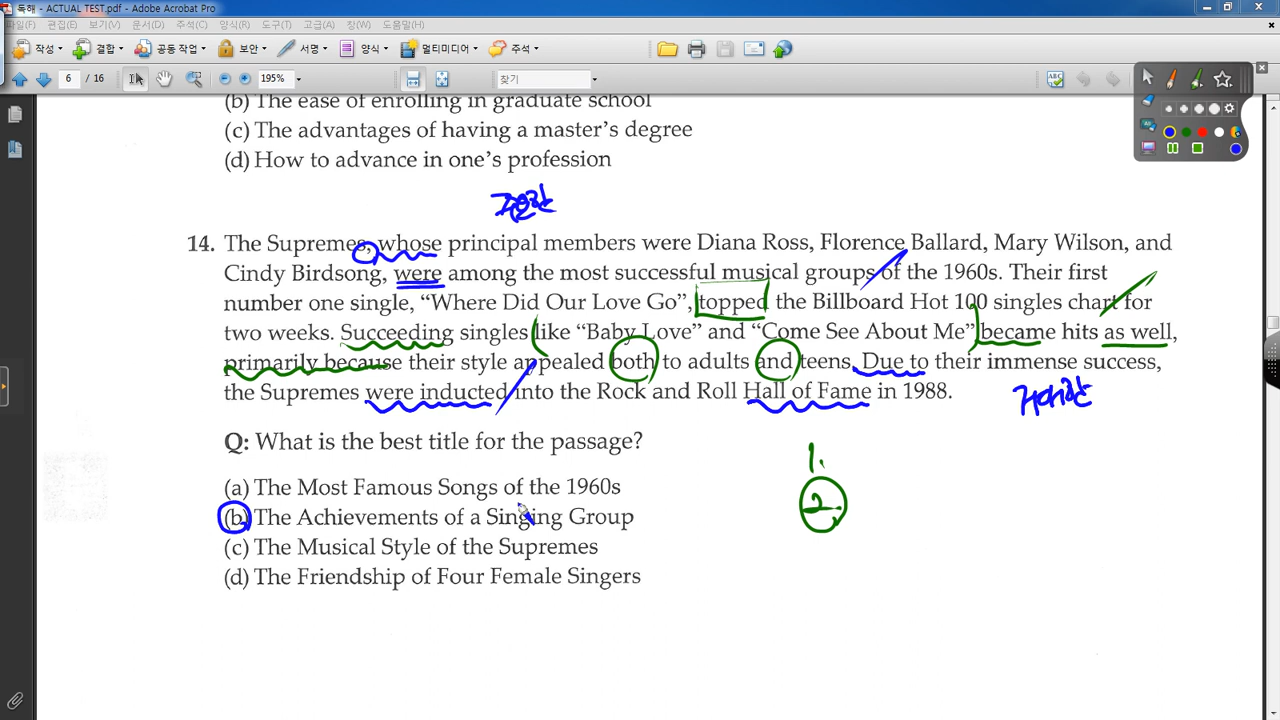 독해 - ACTUAL TEST.pdf - Adobe Acrobat Pro
파일(F) 편집(E) 보기(V) 문서(D) 주석(C) 양식(R) 도구(T) 고급(A) 창(W) 도움말(H)
작성 결합 공동 작업 보안 서명 양식 멀티미디어 주석
6 / 16 195% 찾기
(b) The ease of enrolling in graduate school
(c) The advantages of having a master's degree
(d) How to advance in one's profession
14. The Supremes, whose principal members were Diana Ross, Florence Ballard, Mary Wilson, and
Cindy Birdsong, were among the most successful musical groups of the 1960s. Their first
number one single, “Where Did Our Love Go”, topped the Billboard Hot 100 singles chart for
two weeks. Succeeding singles like “Baby Love” and “Come See About Me” became hits as well,
primarily because their style appealed both to adults and teens. Due to their immense success,
the Supremes were inducted into the Rock and Roll Hall of Fame in 1988.
Q: What is the best title for the passage?
1.
(a) The Most Famous Songs of the 1960s
2.
(b) The Achievements of a Singing Group
(c) The Musical Style of the Supremes
(d) The Friendship of Four Female Singers